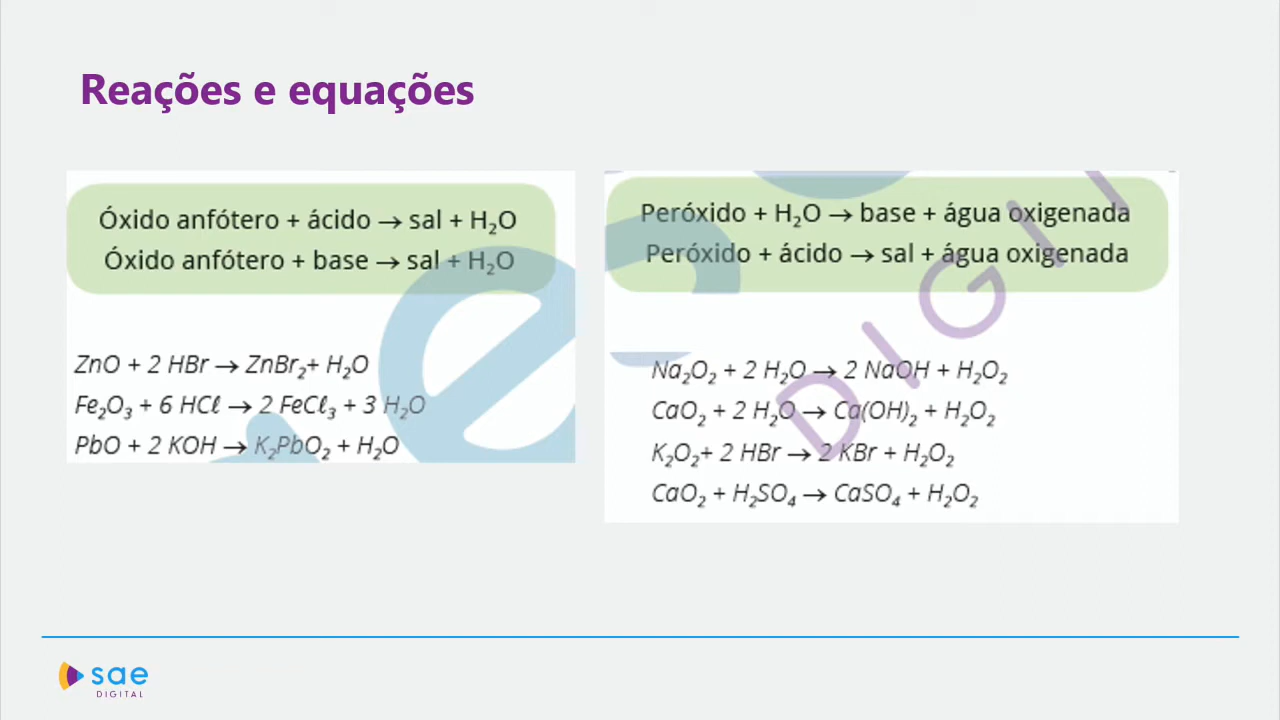 Reações e equações
Óxido anfótero + ácido → sal + H₂O
Óxido anfótero + base → sal + H₂O
ZnO + 2 HBr → ZnBr₂+ H₂O
Fe₂O₃ + 6 HCℓ → 2 FeCℓ₃ + 3 H₂O
PbO + 2 KOH → K₂PbO₂ + H₂O
Peróxido + H₂O → base + água oxigenada
Peróxido + ácido → sal + água oxigenada
Na₂O₂ + 2 H₂O → 2 NaOH + H₂O₂
CaO₂ + 2 H₂O → Ca(OH)₂ + H₂O₂
K₂O₂+ 2 HBr → 2 KBr + H₂O₂
CaO₂ + H₂SO₄ → CaSO₄ + H₂O₂
DIGI
sae
DIGITAL